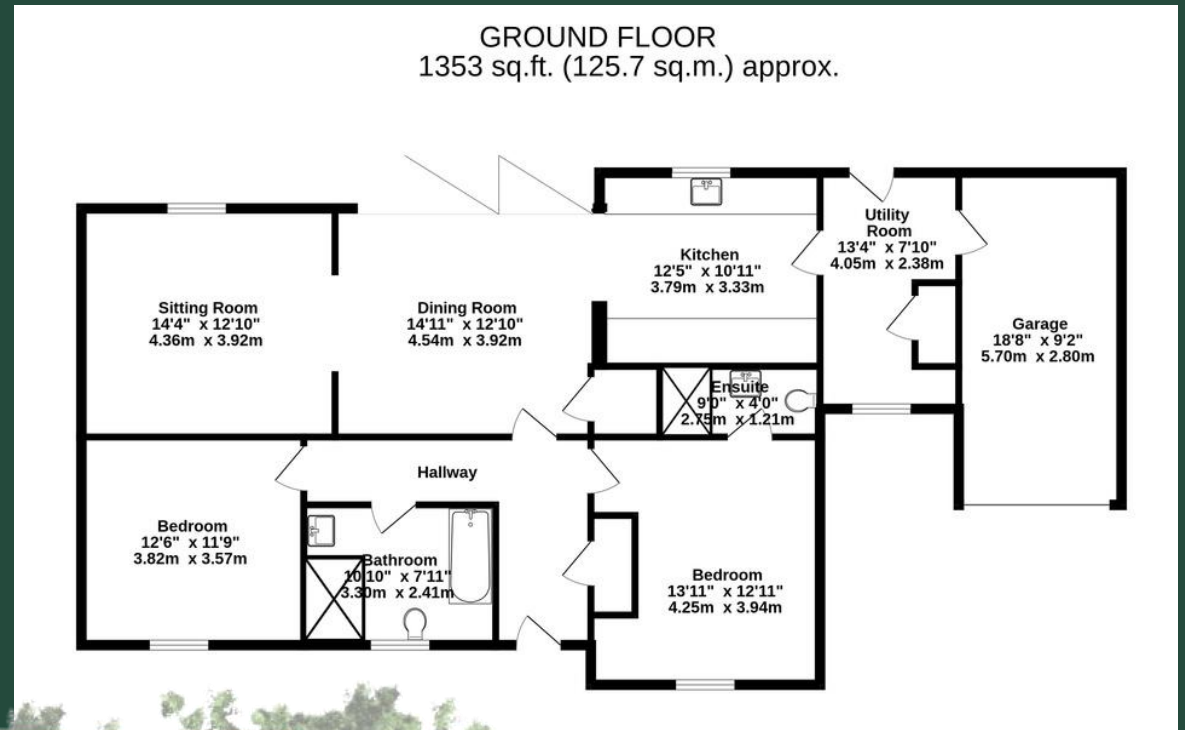 GROUND FLOOR
1353 sq.ft. (125.7 sq.m.) approx.
Utility
Room
13'4" x 7'10"
4.05m x 2.38m
Kitchen
12'5" x 10'11"
3.79m x 3.33m
Sitting Room
14'4" x 12'10"
4.36m x 3.92m
Dining Room
14'11" x 12'10"
4.54m x 3.92m
Garage
18'8" x 9'2"
5.70m x 2.80m
Ensuite
9'0" x 4'0"
2.75m x 1.21m
Hallway
Bedroom
12'6" x 11'9"
3.82m x 3.57m
Bathroom
10'10" x 7'11"
3.30m x 2.41m
Bedroom
13'11" x 12'11"
4.25m x 3.94m